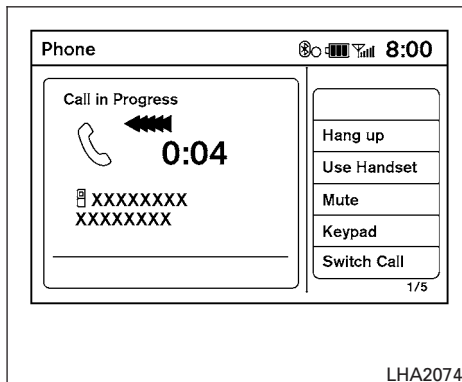 Phone 8:00
Call in Progress
0:04
XXXXXXXX
XXXXXXXX
Hang up
Use Handset
Mute
Keypad
Switch Call
1/5
LHA2074